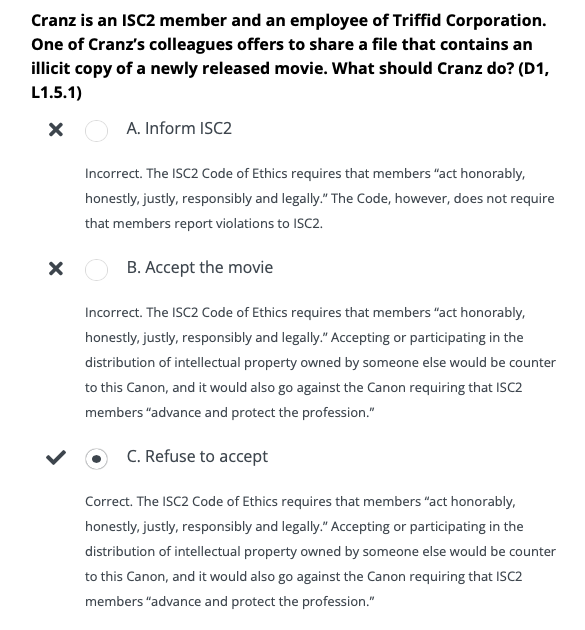 Cranz is an ISC2 member and an employee of Triffid Corporation.
One of Cranz’s colleagues offers to share a file that contains an
illicit copy of a newly released movie. What should Cranz do? (D1,
L1.5.1)
A. Inform ISC2
Incorrect. The ISC2 Code of Ethics requires that members “act honorably,
honestly, justly, responsibly and legally.” The Code, however, does not require
that members report violations to ISC2.
B. Accept the movie
Incorrect. The ISC2 Code of Ethics requires that members “act honorably,
honestly, justly, responsibly and legally.” Accepting or participating in the
distribution of intellectual property owned by someone else would be counter
to this Canon, and it would also go against the Canon requiring that ISC2
members “advance and protect the profession.”
C. Refuse to accept
Correct. The ISC2 Code of Ethics requires that members “act honorably,
honestly, justly, responsibly and legally.” Accepting or participating in the
distribution of intellectual property owned by someone else would be counter
to this Canon, and it would also go against the Canon requiring that ISC2
members “advance and protect the profession.”